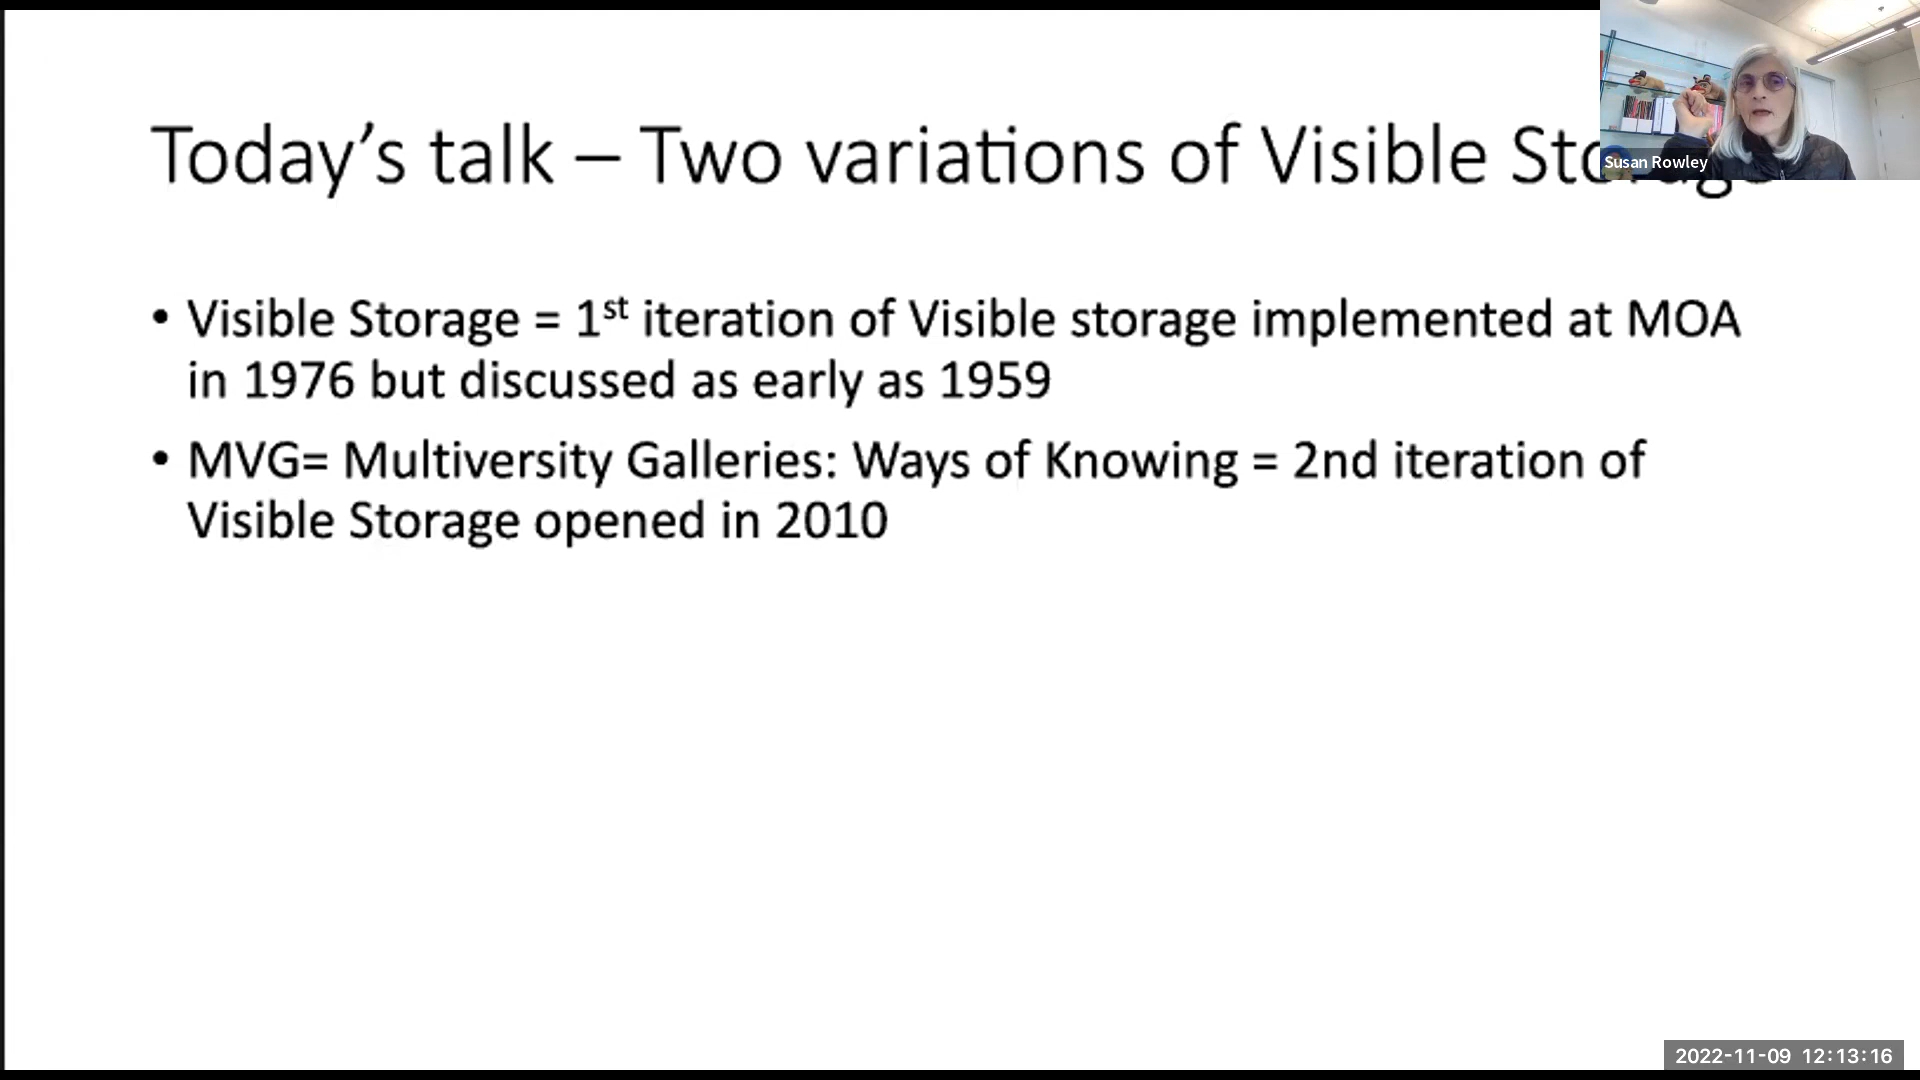 Today’s talk – Two variations of Visible
• Visible Storage = 1st iteration of Visible storage implemented at MOA
in 1976 but discussed as early as 1959
• MVG= Multiversity Galleries: Ways of Knowing = 2nd iteration of
Visible Storage opened in 2010
Susan Rowley
2022-11-09 12:13:16